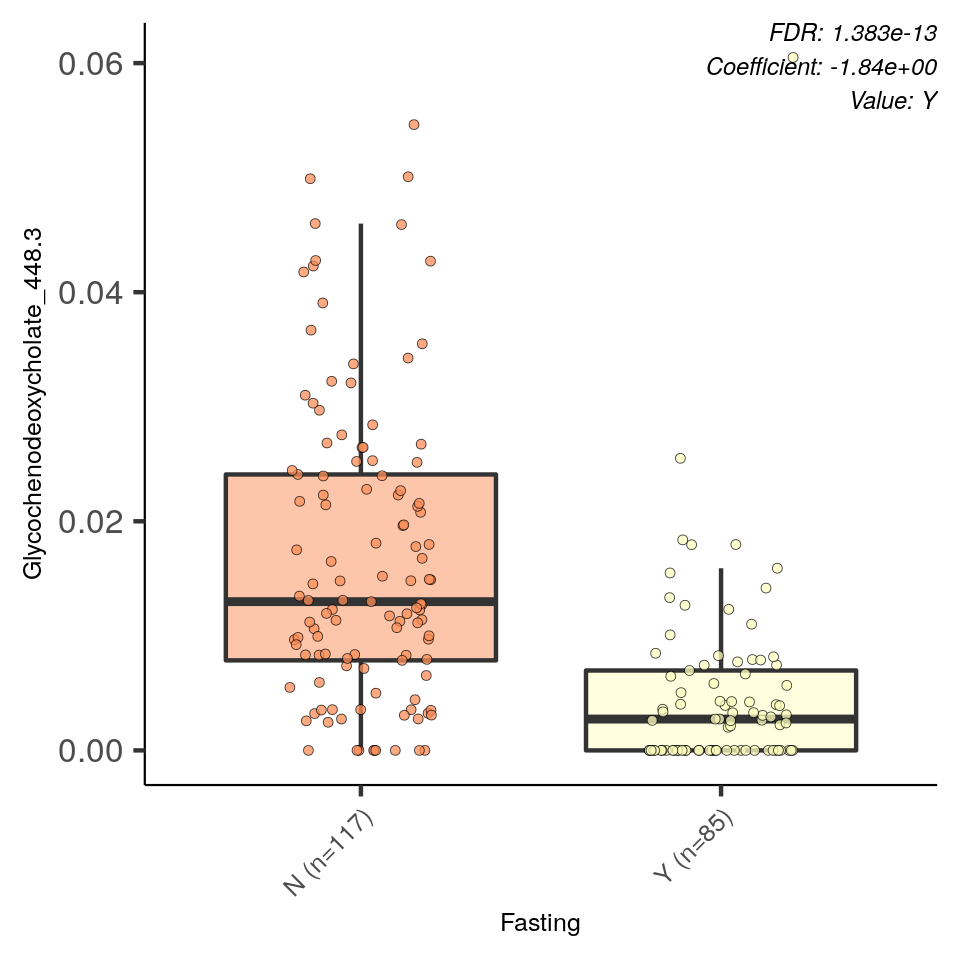 FDR: 1.383e-13
Coefficient: -1.84e+00
Value: Y
0.06
0.04
0.02
0.00
Glycochenodeoxycholate_448.3
N (n=117)
Y (n=85)
Fasting